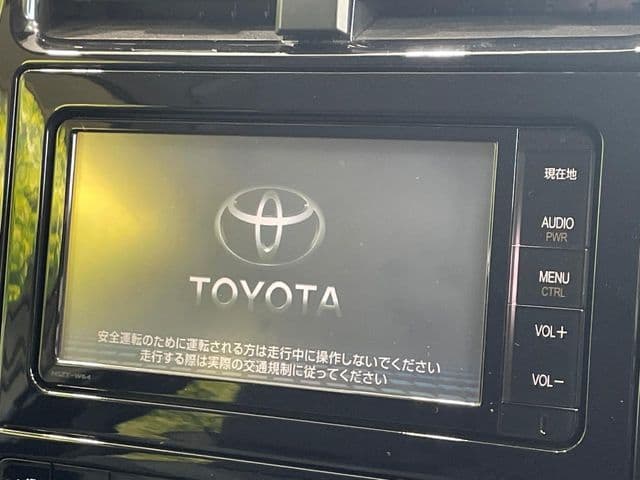 現在地
AUDIO
PWR
MENU
CTRL
TOYOTA
VOL+
安全運転のために運転される方は走行中に操作しないでください
走行する際は実際の交通規制に従ってください
VOL-
NSZT-W64